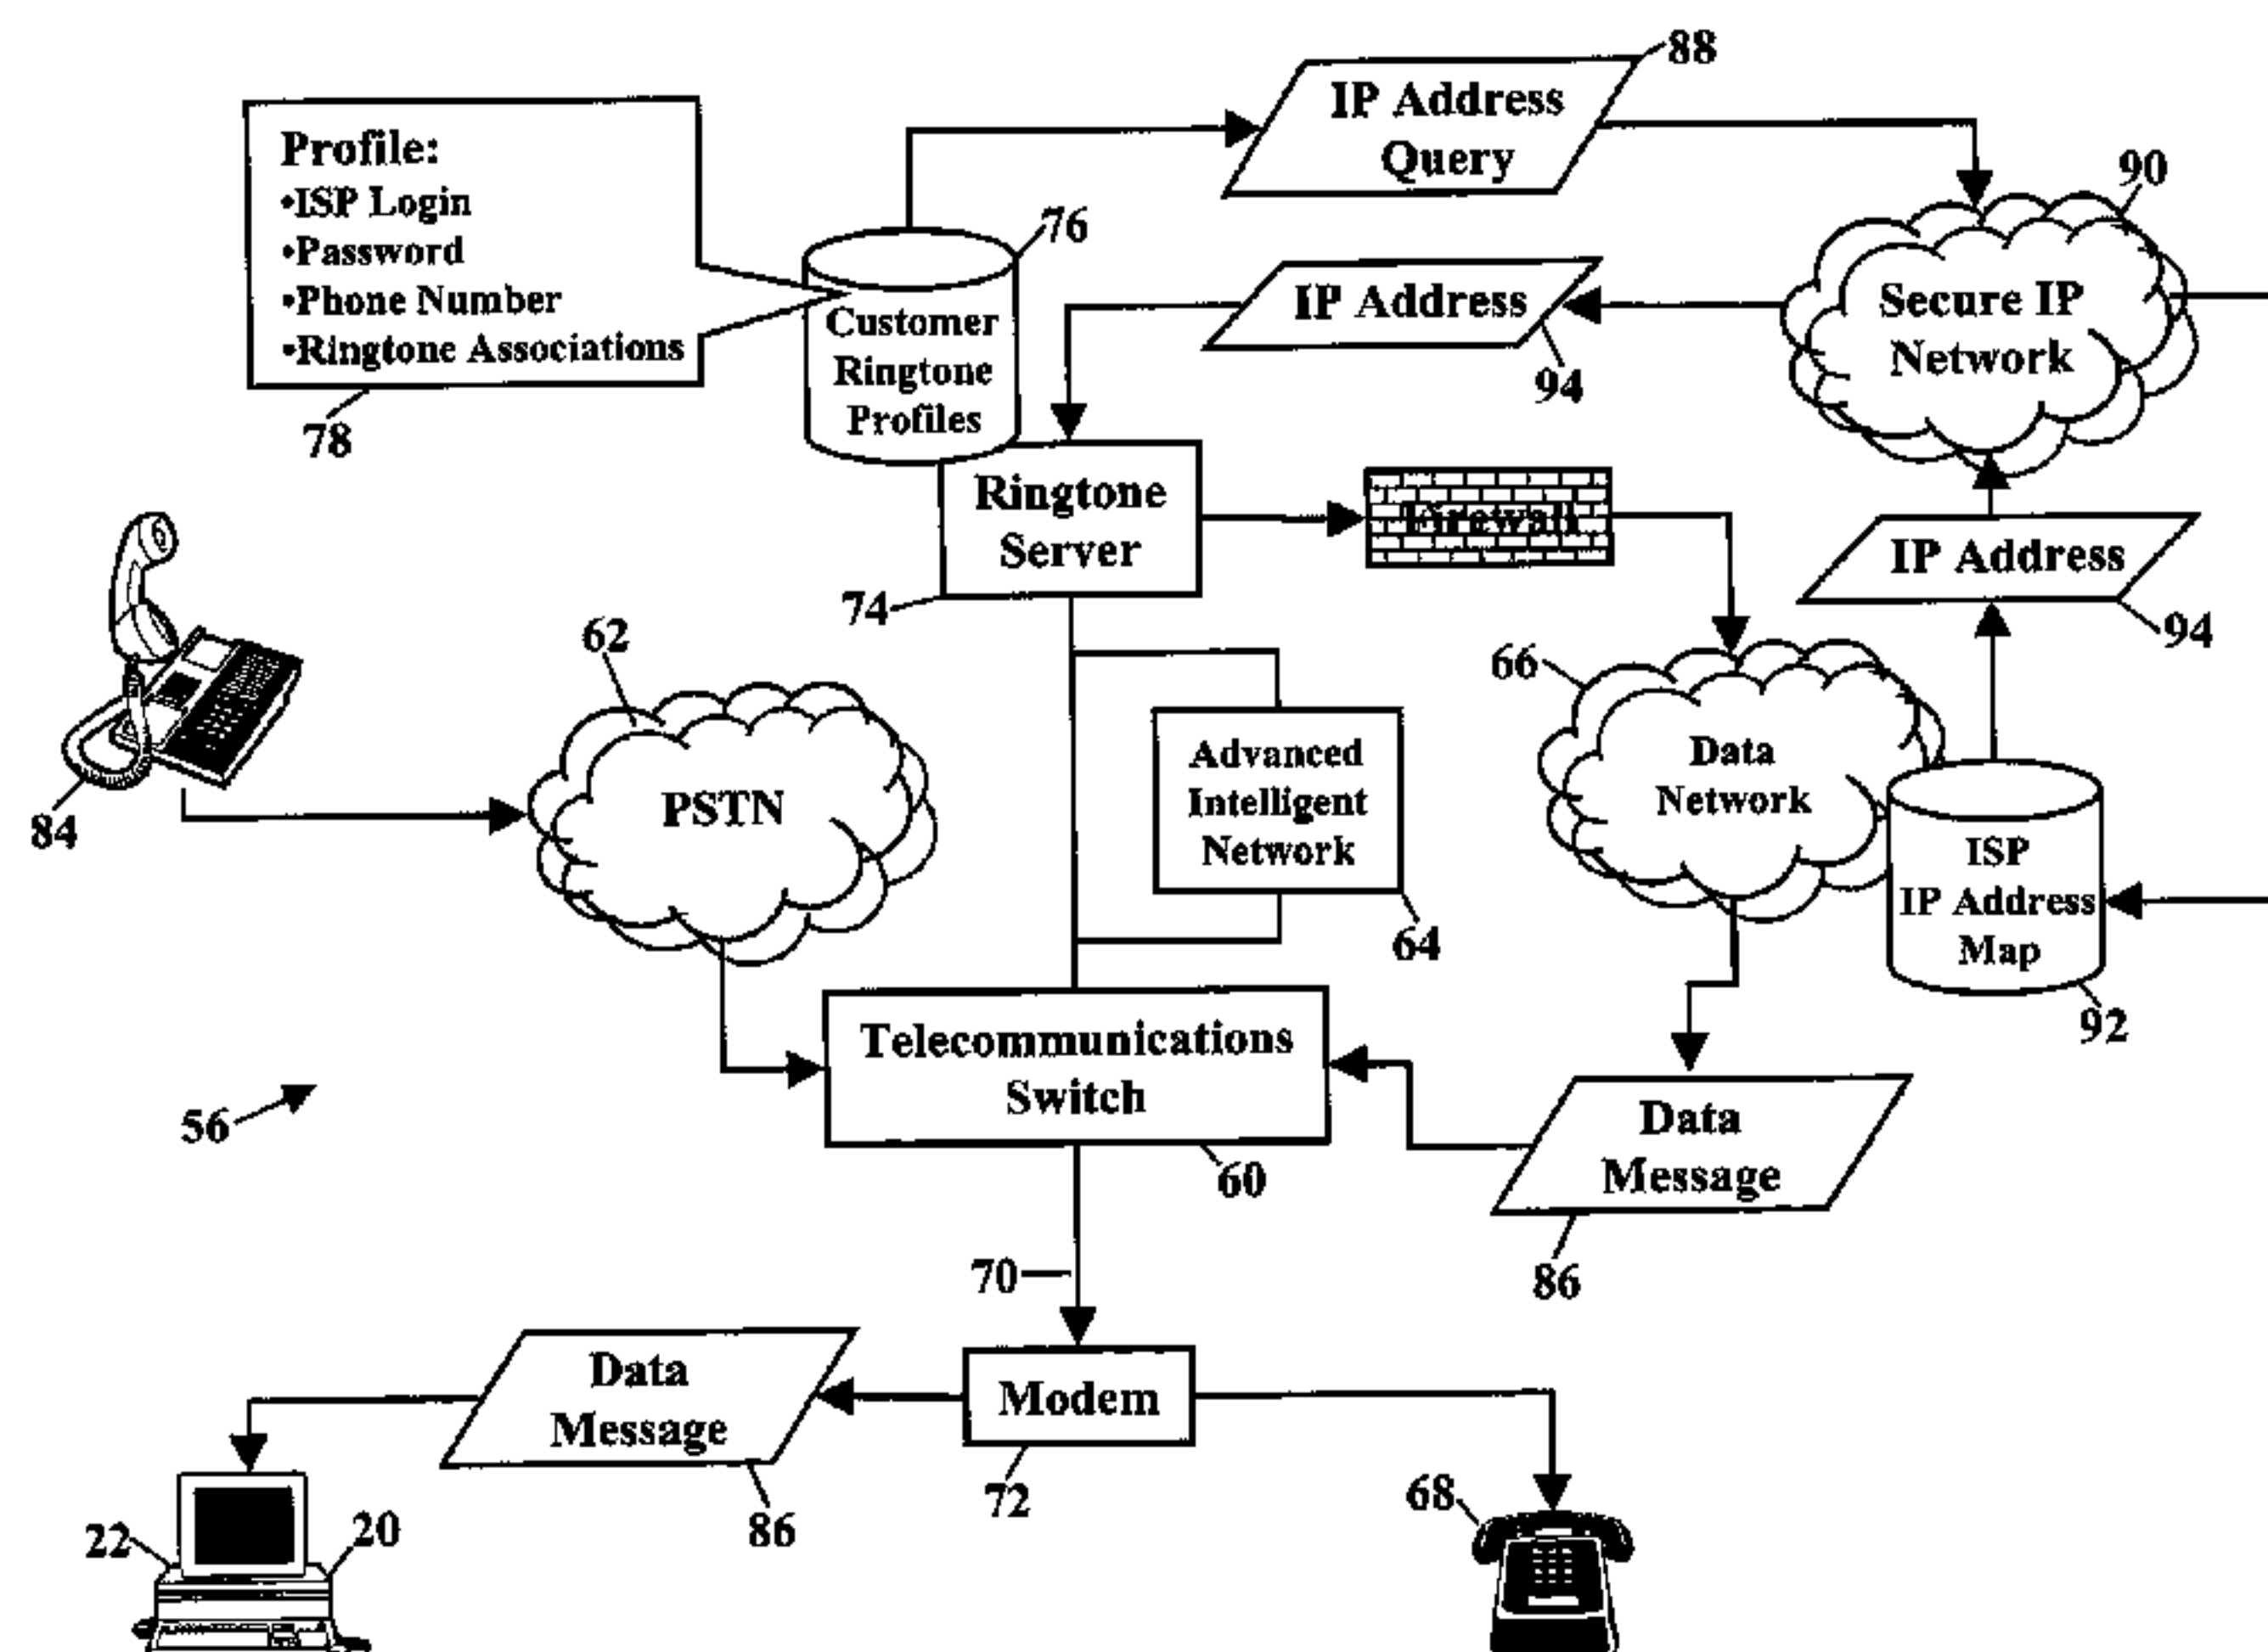 88
IP Address
Query
Profile:
•ISP Login
•Password
•Phone Number
•Ringtone Associations
78
76
Customer
Ringtone
Profiles
IP Address
94
90
Secure IP
Network
Ringtone
Server
74
Firewall
IP Address
94
84
62
PSTN
Advanced
Intelligent
Network
64
66
Data
Network
ISP
IP Address
Map
92
56
Telecommunications
Switch
60
Data
Message
86
70
Modem
72
Data
Message
86
22
20
68